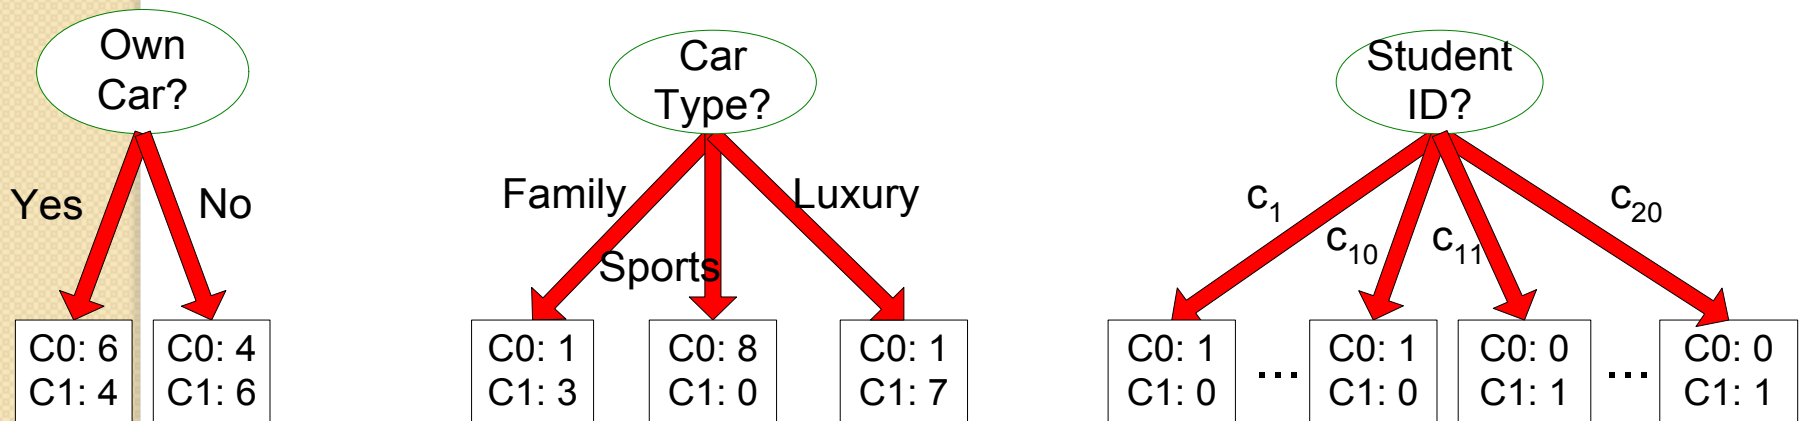 Own
Car?
Yes
No
C0: 6
C1: 4
C0: 4
C1: 6
Car
Type?
Family
Sports
Luxury
C0: 1
C1: 3
C0: 8
C1: 0
C0: 1
C1: 7
Student
ID?
c₁
c₁₀
c₁₁
c₂₀
C0: 1
C1: 0
...
C0: 1
C1: 0
C0: 0
C1: 1
...
C0: 0
C1: 1